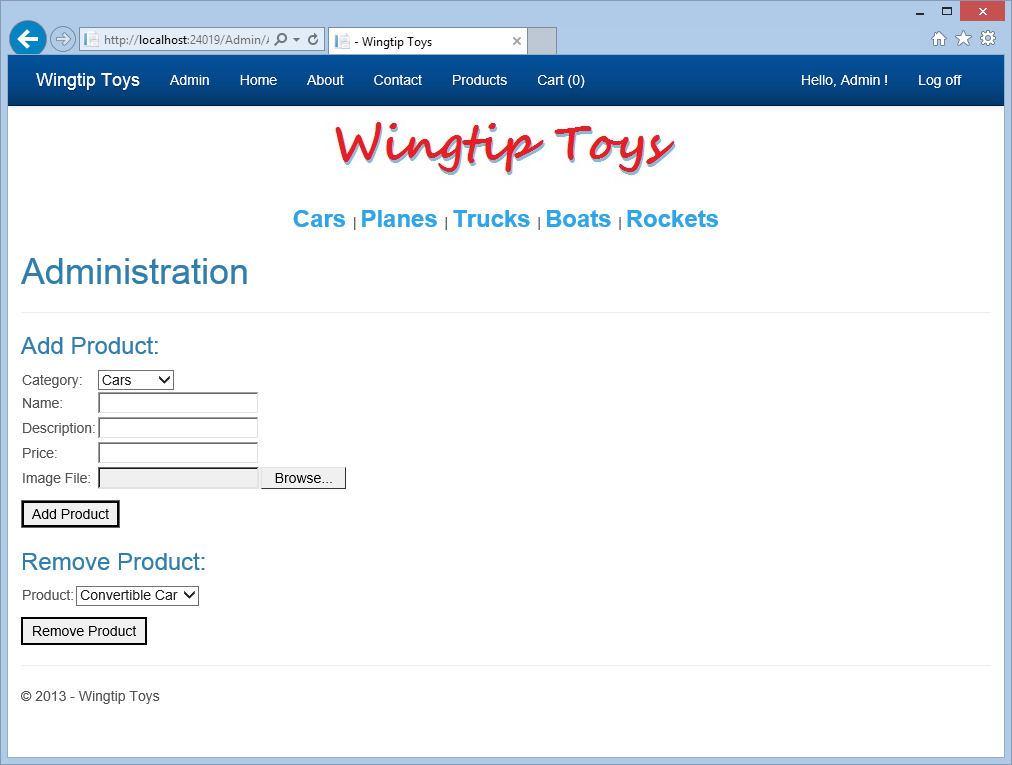 http://localhost:24019/Admin/A
- Wingtip Toys
Wingtip Toys Admin Home About Contact Products Cart (0) Hello, Admin ! Log off
Wingtip Toys
Cars | Planes | Trucks | Boats | Rockets
Administration
Add Product:
Category: Cars
Name:
Description:
Price:
Image File: Browse...
Add Product
Remove Product:
Product: Convertible Car
Remove Product
© 2013 - Wingtip Toys